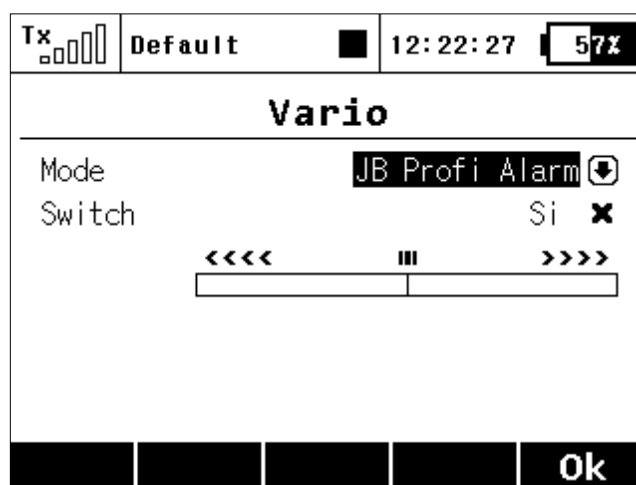 Tx Default 12:22:27 57%
Vario
Mode JB Profi Alarm
Switch Si ✖
<<<< >>>>
Ok